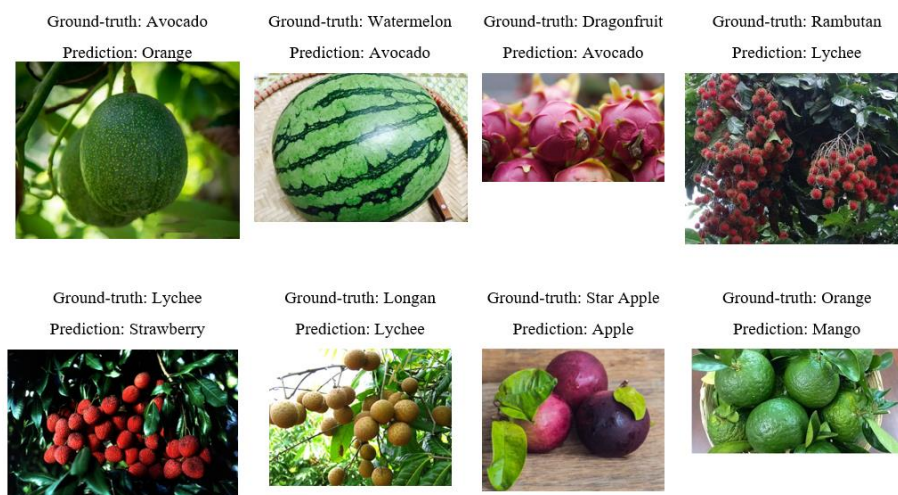 Ground-truth: Avocado
Prediction: Orange
Ground-truth: Watermelon
Prediction: Avocado
Ground-truth: Dragonfruit
Prediction: Avocado
Ground-truth: Rambutan
Prediction: Lychee
Ground-truth: Lychee
Prediction: Strawberry
Ground-truth: Longan
Prediction: Lychee
Ground-truth: Star Apple
Prediction: Apple
Ground-truth: Orange
Prediction: Mango